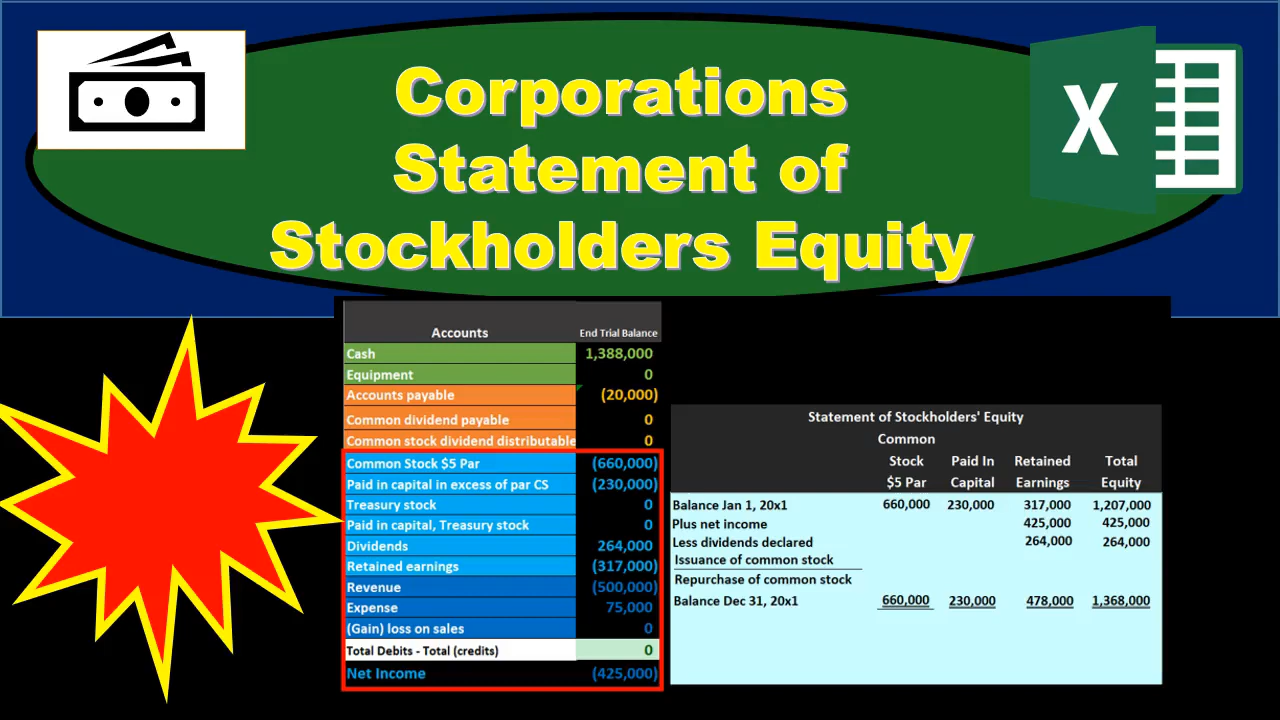 Corporations
Statement of
Stockholders Equity
X
Accounts End Trial Balance
Cash 1,388,000
Equipment 0
Accounts payable (20,000)
Common dividend payable 0
Common stock dividend distributable 0
Common Stock $5 Par (660,000)
Paid in capital in excess of par CS (230,000)
Treasury stock 0
Paid in capital, Treasury stock 0
Dividends 264,000
Retained earnings (317,000)
Revenue (500,000)
Expense 75,000
(Gain) loss on sales 0
Total Debits - Total (credits) 0
Net Income (425,000)
Statement of Stockholders' Equity
Common
Stock Paid In Retained Total
$5 Par Capital Earnings Equity
Balance Jan 1, 20x1 660,000 230,000 317,000 1,207,000
Plus net income 425,000 425,000
Less dividends declared 264,000 264,000
Issuance of common stock
Repurchase of common stock
Balance Dec 31, 20x1 660,000 230,000 478,000 1,368,000